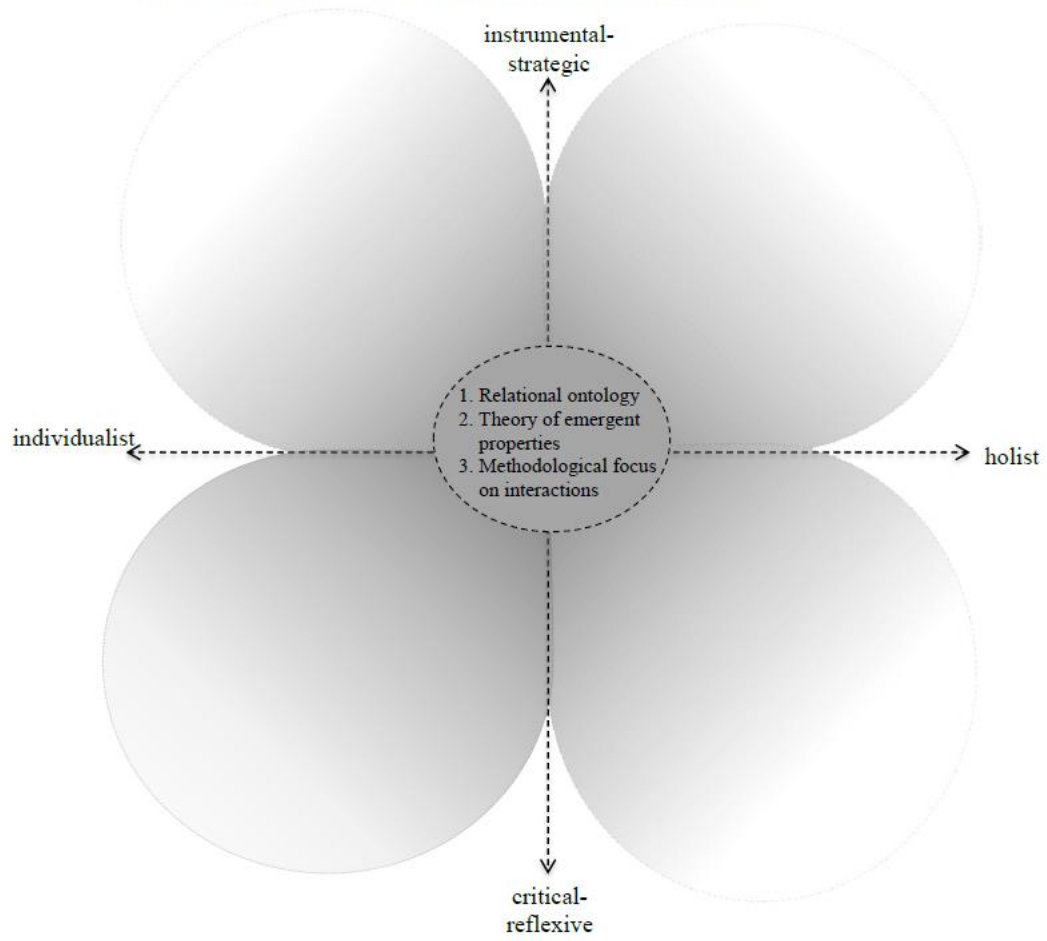 instrumental-
strategic
1. Relational ontology
2. Theory of emergent
properties
3. Methodological focus
on interactions
individualist
holist
critical-
reflexive